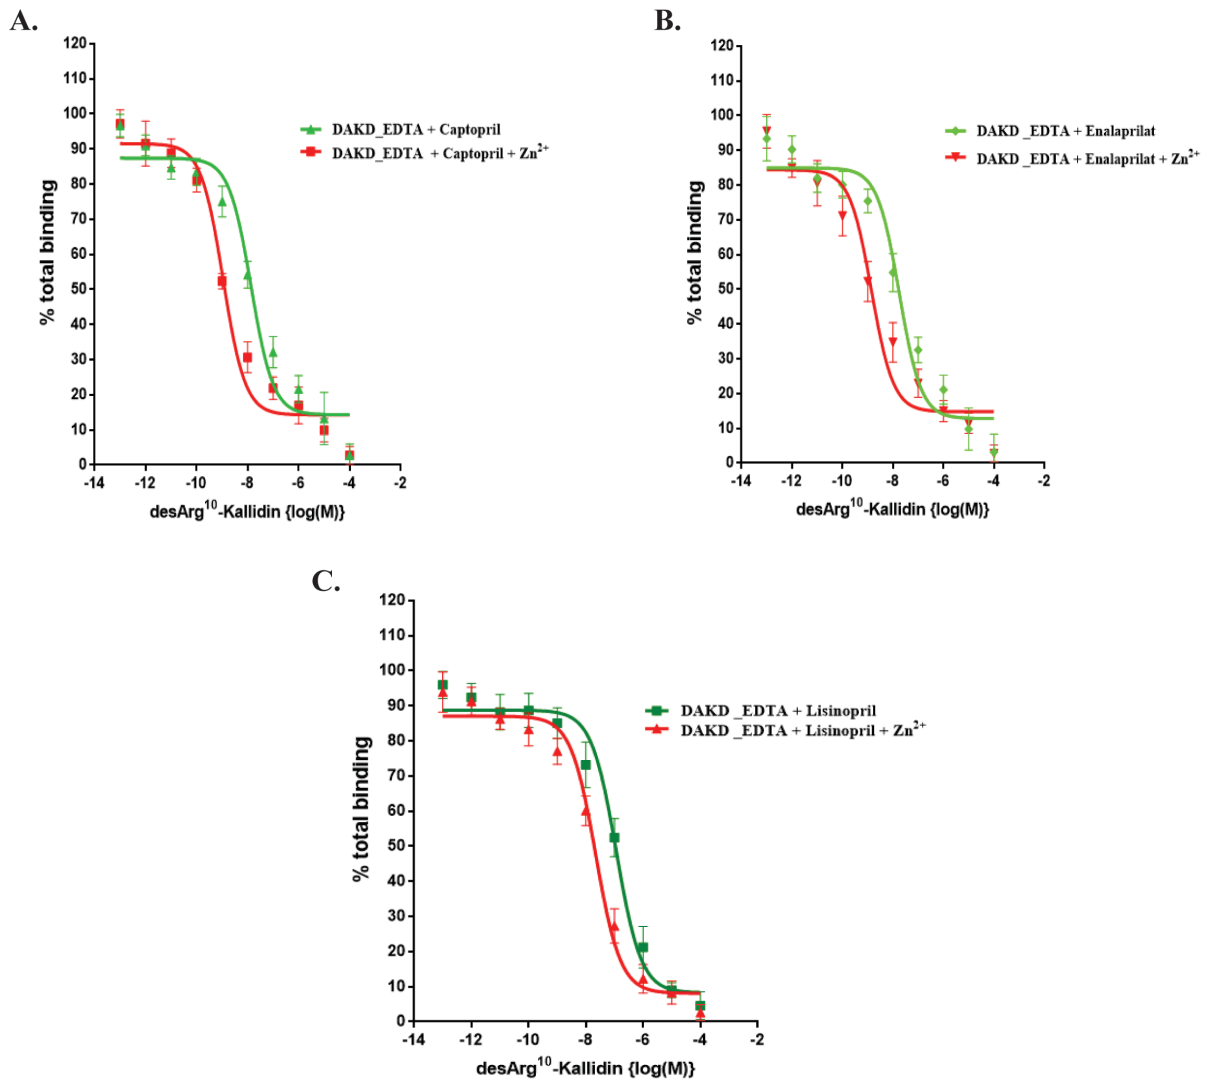 A.
120
110
100
90
80
70
60
50
40
30
20
10
0
% total binding
-14 -12 -10 -8 -6 -4 -2
desArg¹⁰-Kallidin {log(M)}
DAKD_EDTA + Captopril
DAKD_EDTA + Captopril + Zn²⁺
B.
120
110
100
90
80
70
60
50
40
30
20
10
0
% total binding
-14 -12 -10 -8 -6 -4 -2
desArg¹⁰-Kallidin {log(M)}
DAKD _EDTA + Enalaprilat
DAKD _EDTA + Enalaprilat + Zn²⁺
C.
120
110
100
90
80
70
60
50
40
30
20
10
0
% total binding
-14 -12 -10 -8 -6 -4 -2
desArg¹⁰-Kallidin {log(M)}
DAKD _EDTA + Lisinopril
DAKD _EDTA + Lisinopril + Zn²⁺